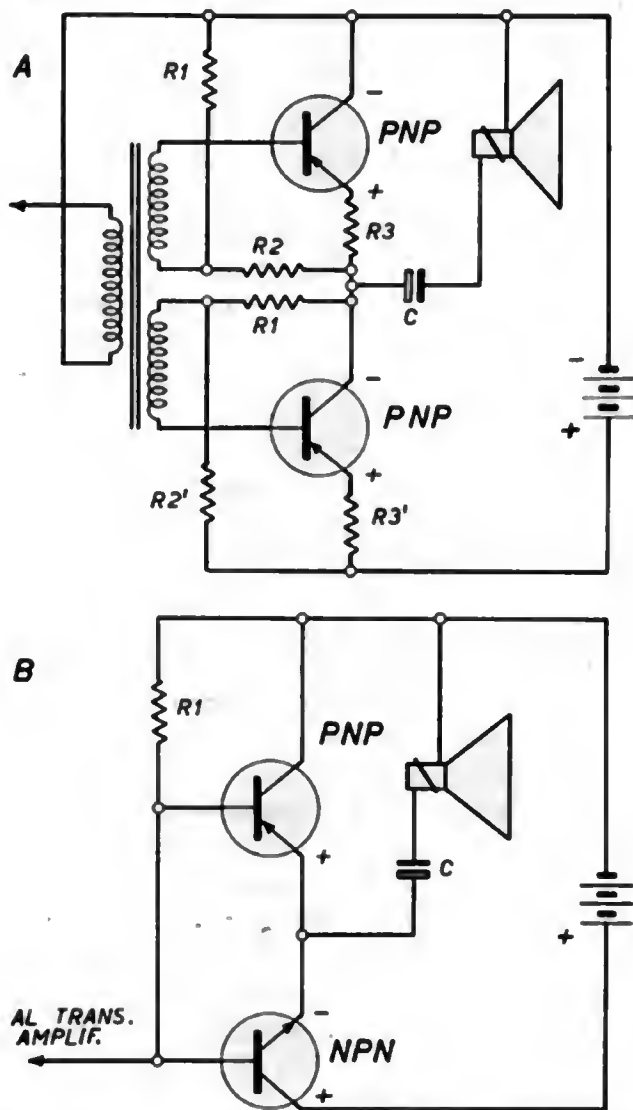 A
R1
-
PNP
+
R3
R2
R1
C
-
PNP
-
+
+
R2'
R3'
B
R1
PNP
+
C
+
AL TRANS.
AMPLIF.
-
NPN
+